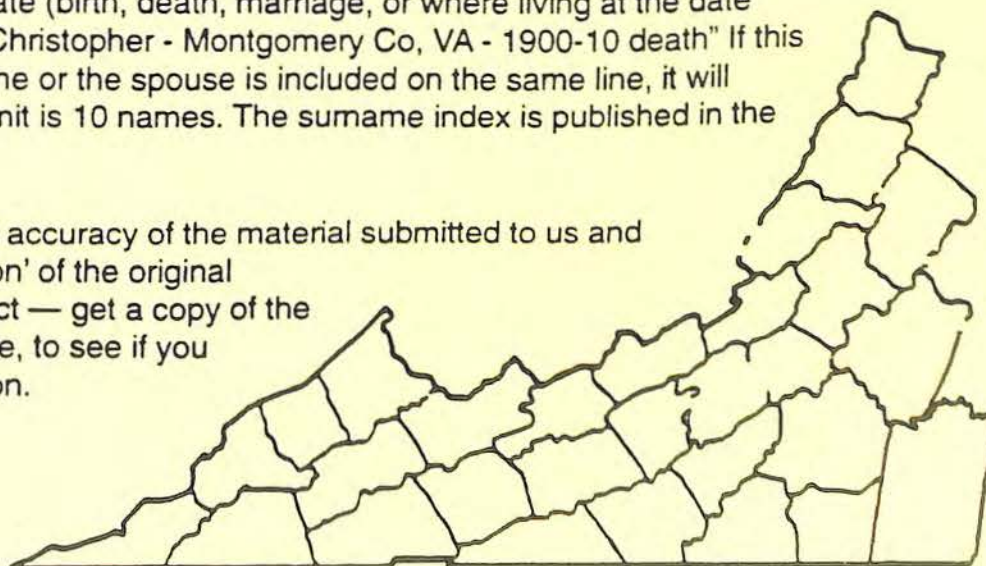 ate (birth, death, marriage, or where living at the date
Christopher - Montgomery Co, VA - 1900-10 death” If this
ne or the spouse is included on the same line, it will
nit is 10 names. The surname index is published in the
accuracy of the material submitted to us and
on’ of the original
ct — get a copy of the
e, to see if you
on.